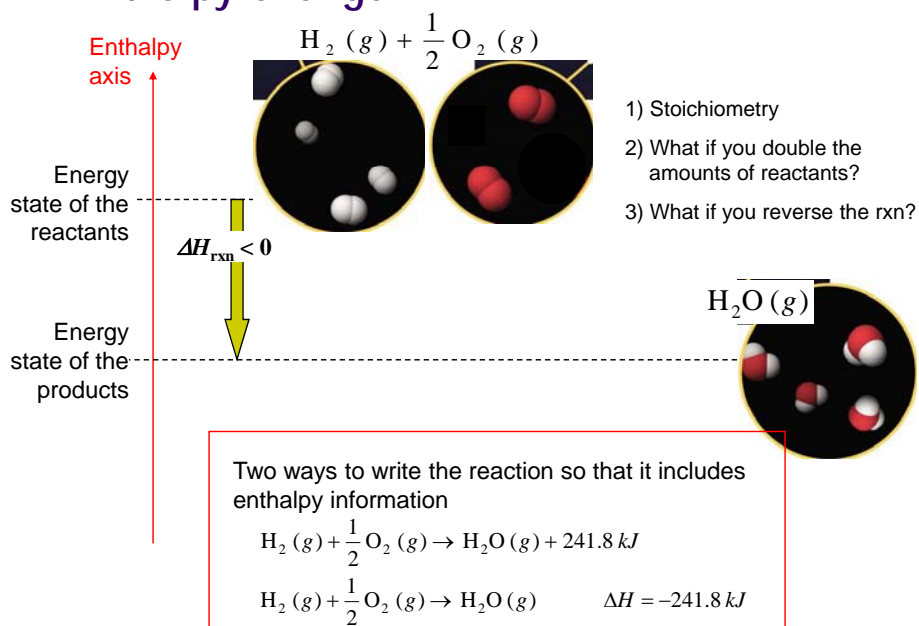 H₂ (g) + 1/2 O₂ (g)
Enthalpy
axis
1) Stoichiometry
2) What if you double the
amounts of reactants?
3) What if you reverse the rxn?
Energy
state of the
reactants
ΔHrxn < 0
H₂O (g)
Energy
state of the
products
Two ways to write the reaction so that it includes
enthalpy information
H₂ (g) + 1/2 O₂ (g) → H₂O (g) + 241.8 kJ
H₂ (g) + 1/2 O₂ (g) → H₂O (g) ΔH = −241.8 kJ